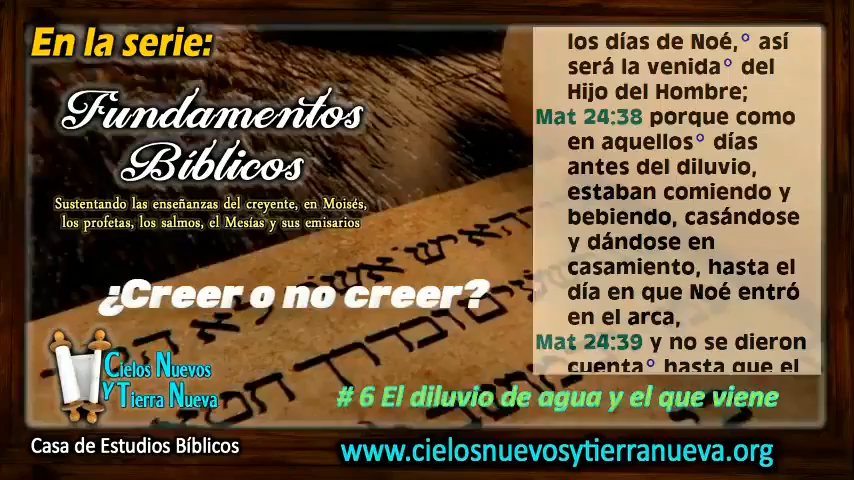 En la serie:
Fundamentos
Bíblicos
Sustentando las enseñanzas del creyente, en Moisés,
los profetas, los salmos, el Mesías y sus emisarios
¿Creer o no creer?
Cielos Nuevos
Y Tierra Nueva
Casa de Estudios Bíblicos
los días de Noé,° así
será la venida° del
Hijo del Hombre;
Mat 24:38 porque como
en aquellos° días
antes del diluvio,
estaban comiendo y
bebiendo, casándose
y dándose en
casamiento, hasta el
día en que Noé entró
en el arca,
Mat 24:39 y no se dieron
cuenta° hasta que el
# 6 El diluvio de agua y el que viene
www.cielosnuevosytierranueva.org